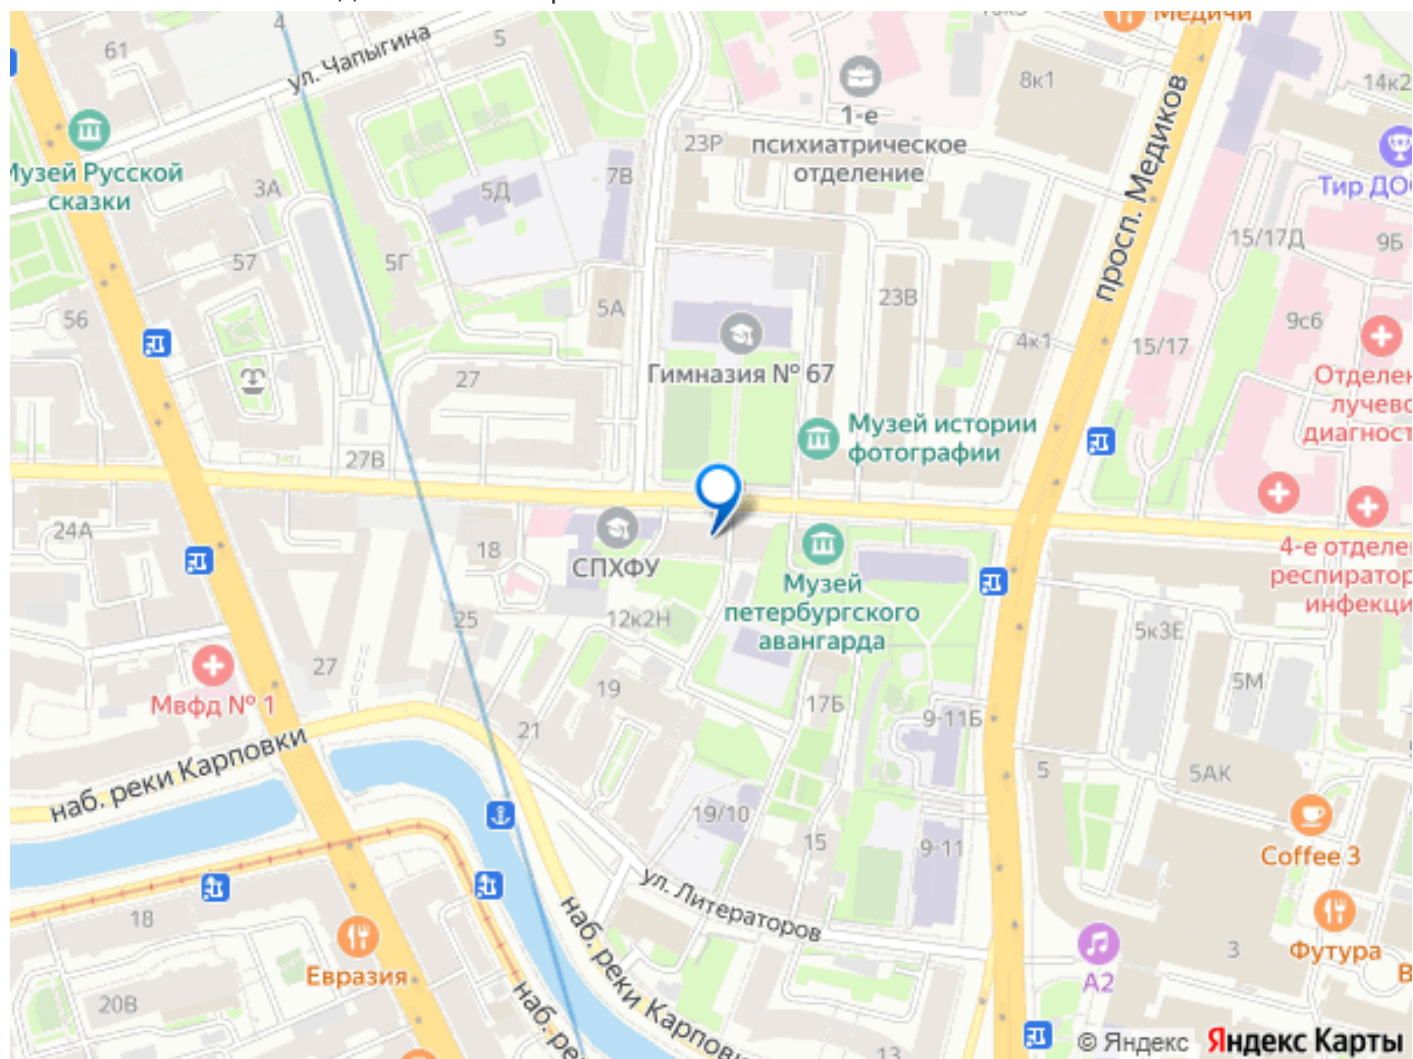 4
61
ул. Чапыгина
5
Медичи
8к1
14к2
1-е
психиатрическое
отделение
23Р
просп. Медиков
Музей Русской
сказки
3А
5Д
7В
Тир
15/17Д
9Б
57
5Г
5А
23В
56
9с6
4к1
15/17
27
Гимназия № 67
Музей истории
фотографии
27В
24А
18
СПХФУ
Музей
петербургского
авангарда
12к2Н
4-е
25
5к3Е
27
Мвфд № 1
19
17Б
5М
21
9-11Б
наб. реки Карповки
5
5АК
19/10
15
9-11
Coffee 3
ул. Литераторов
18
Евразия
наб. реки Карповки
3
Футура
А2
20В
наб.
13
© Яндекс Яндекс Карты